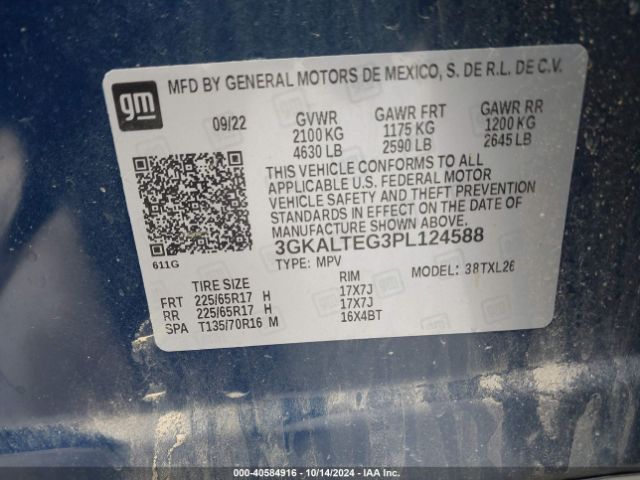 gm
MFD BY GENERAL MOTORS DE MEXICO, S. DE R.L. DE C.V.
09/22 GVWR GAWR FRT GAWR RR
2100 KG 1175 KG 1200 KG
4630 LB 2590 LB 2645 LB
THIS VEHICLE CONFORMS TO ALL
APPLICABLE U.S. FEDERAL MOTOR
VEHICLE SAFETY AND THEFT PREVENTION
STANDARDS IN EFFECT ON THE DATE OF
MANUFACTURE SHOWN ABOVE.
3GKALTEG3PL124588
611G
TYPE: MPV MODEL: 38TXL26
TIRE SIZE RIM
FRT 225/65R17 H 17X7J
RR 225/65R17 H 17X7J
SPA T135/70R16 M 16X4BT
000-40584916 - 10/14/2024 - IAA Inc.